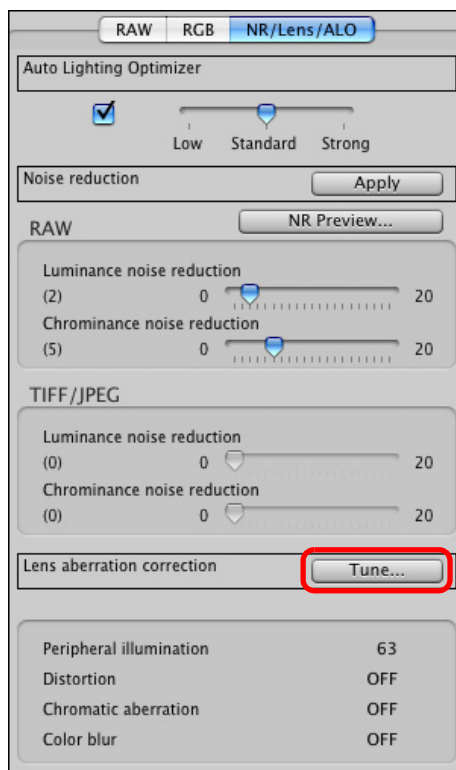 RAW RGB NR/Lens/ALO
Auto Lighting Optimizer
Low Standard Strong
Noise reduction Apply
RAW NR Preview...
Luminance noise reduction
(2) 0 20
Chrominance noise reduction
(5) 0 20
TIFF/JPEG
Luminance noise reduction
(0) 0 20
Chrominance noise reduction
(0) 0 20
Lens aberration correction Tune...
Peripheral illumination 63
Distortion OFF
Chromatic aberration OFF
Color blur OFF